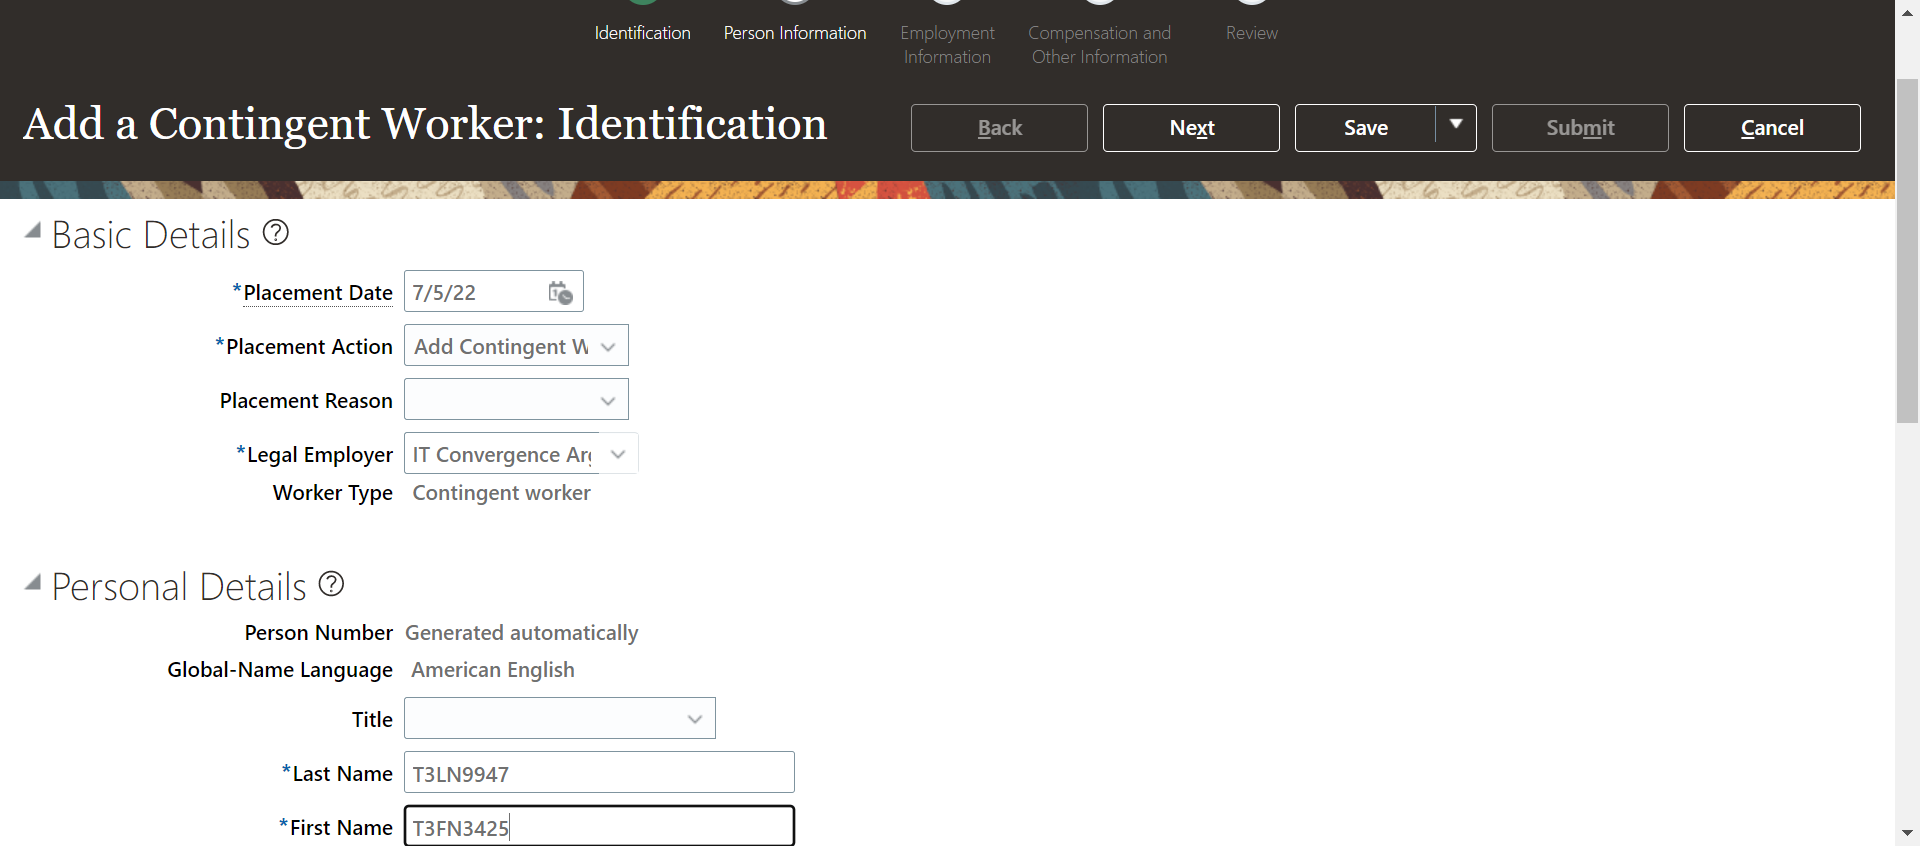 Identification
Person Information
Employment
Information
Compensation and
Other Information
Review
Add a Contingent Worker: Identification
Back
Next
Save
Submit
Cancel
Basic Details
*Placement Date 7/5/22
*Placement Action Add Contingent W
Placement Reason
*Legal Employer IT Convergence Arg
Worker Type Contingent worker
Personal Details
Person Number Generated automatically
Global-Name Language American English
Title
*Last Name T3LN9947
*First Name T3FN3425